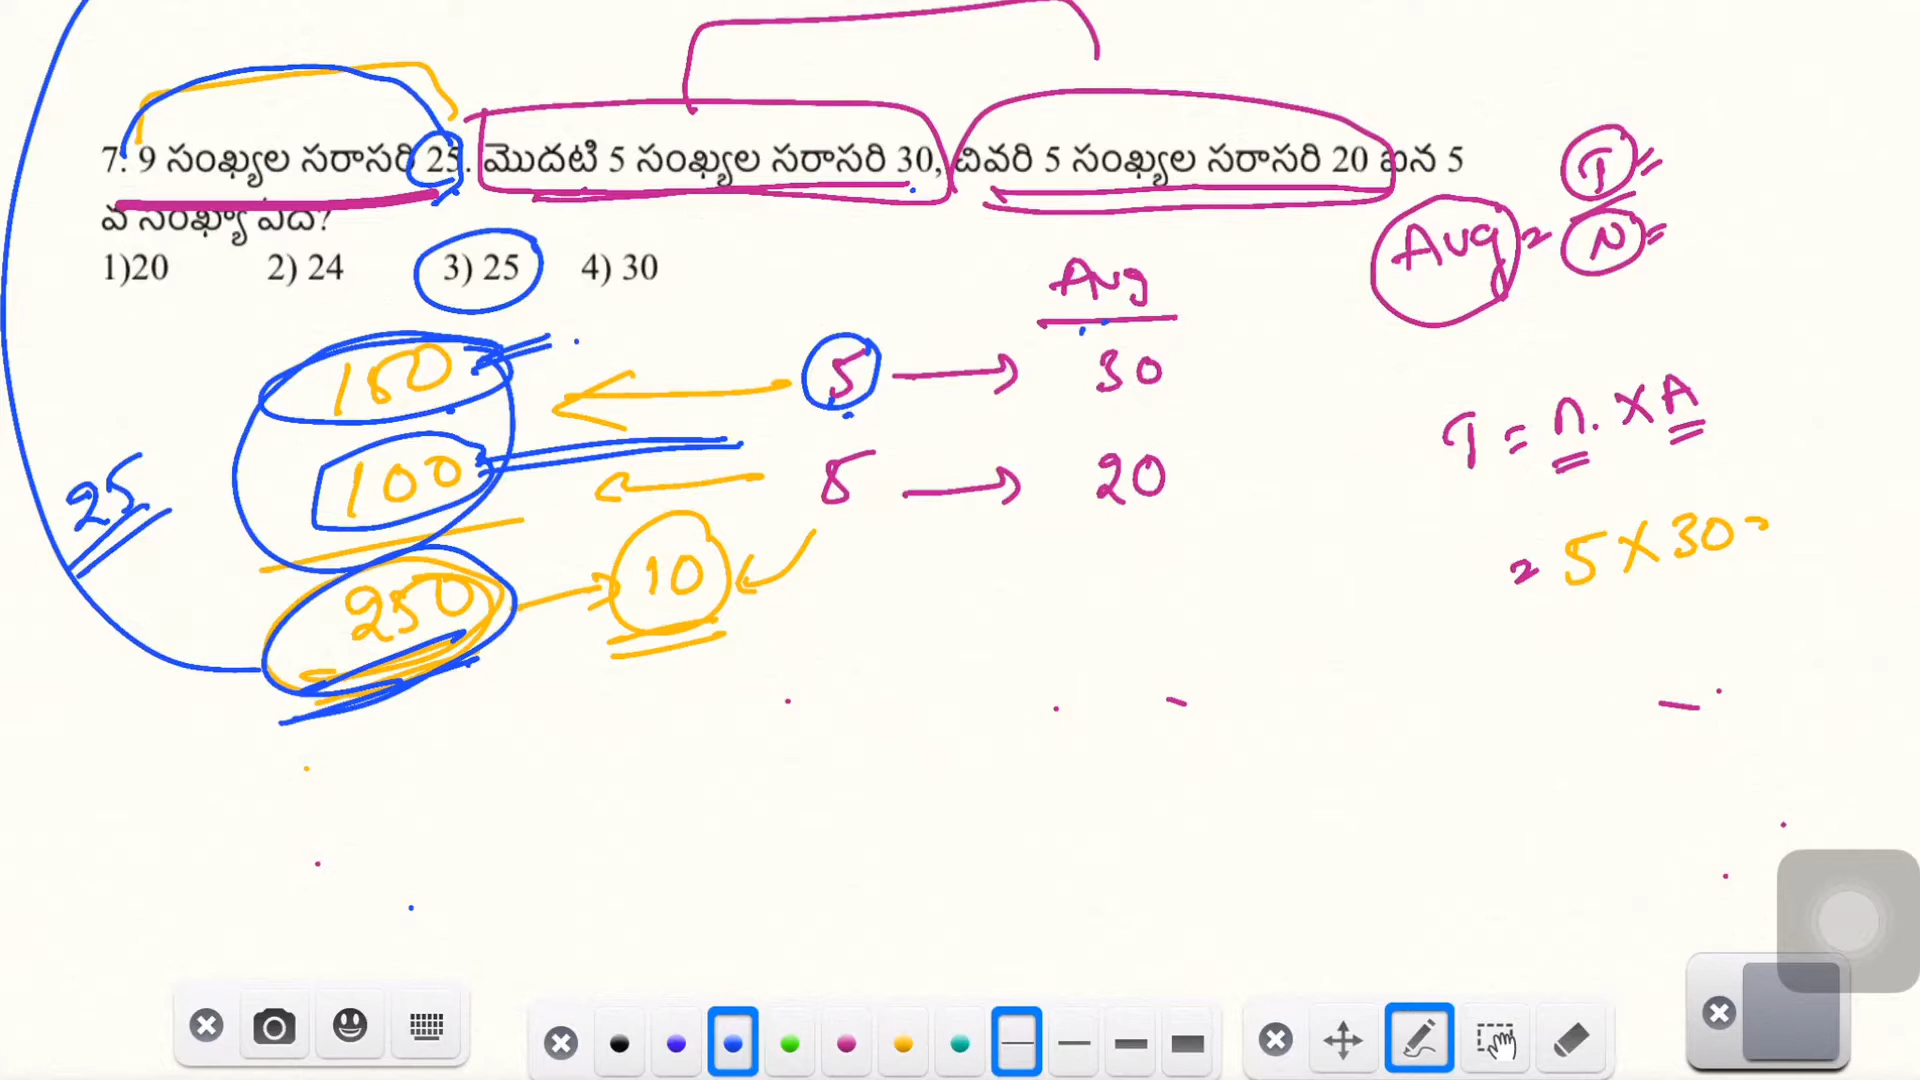 7. 9 సంఖ్యల సరాసరి 25. మొదటి 5 సంఖ్యల సరాసరి 30, చివరి 5 సంఖ్యల సరాసరి 20 ఐన 5
వ సంఖ్యా ఏది?
1)20 2) 24 3) 25 4) 30
T
Avg = N
Avg
150 5 → 30
T = n. × A
100 5 → 20
25
= 5 × 30 =
250 → 10